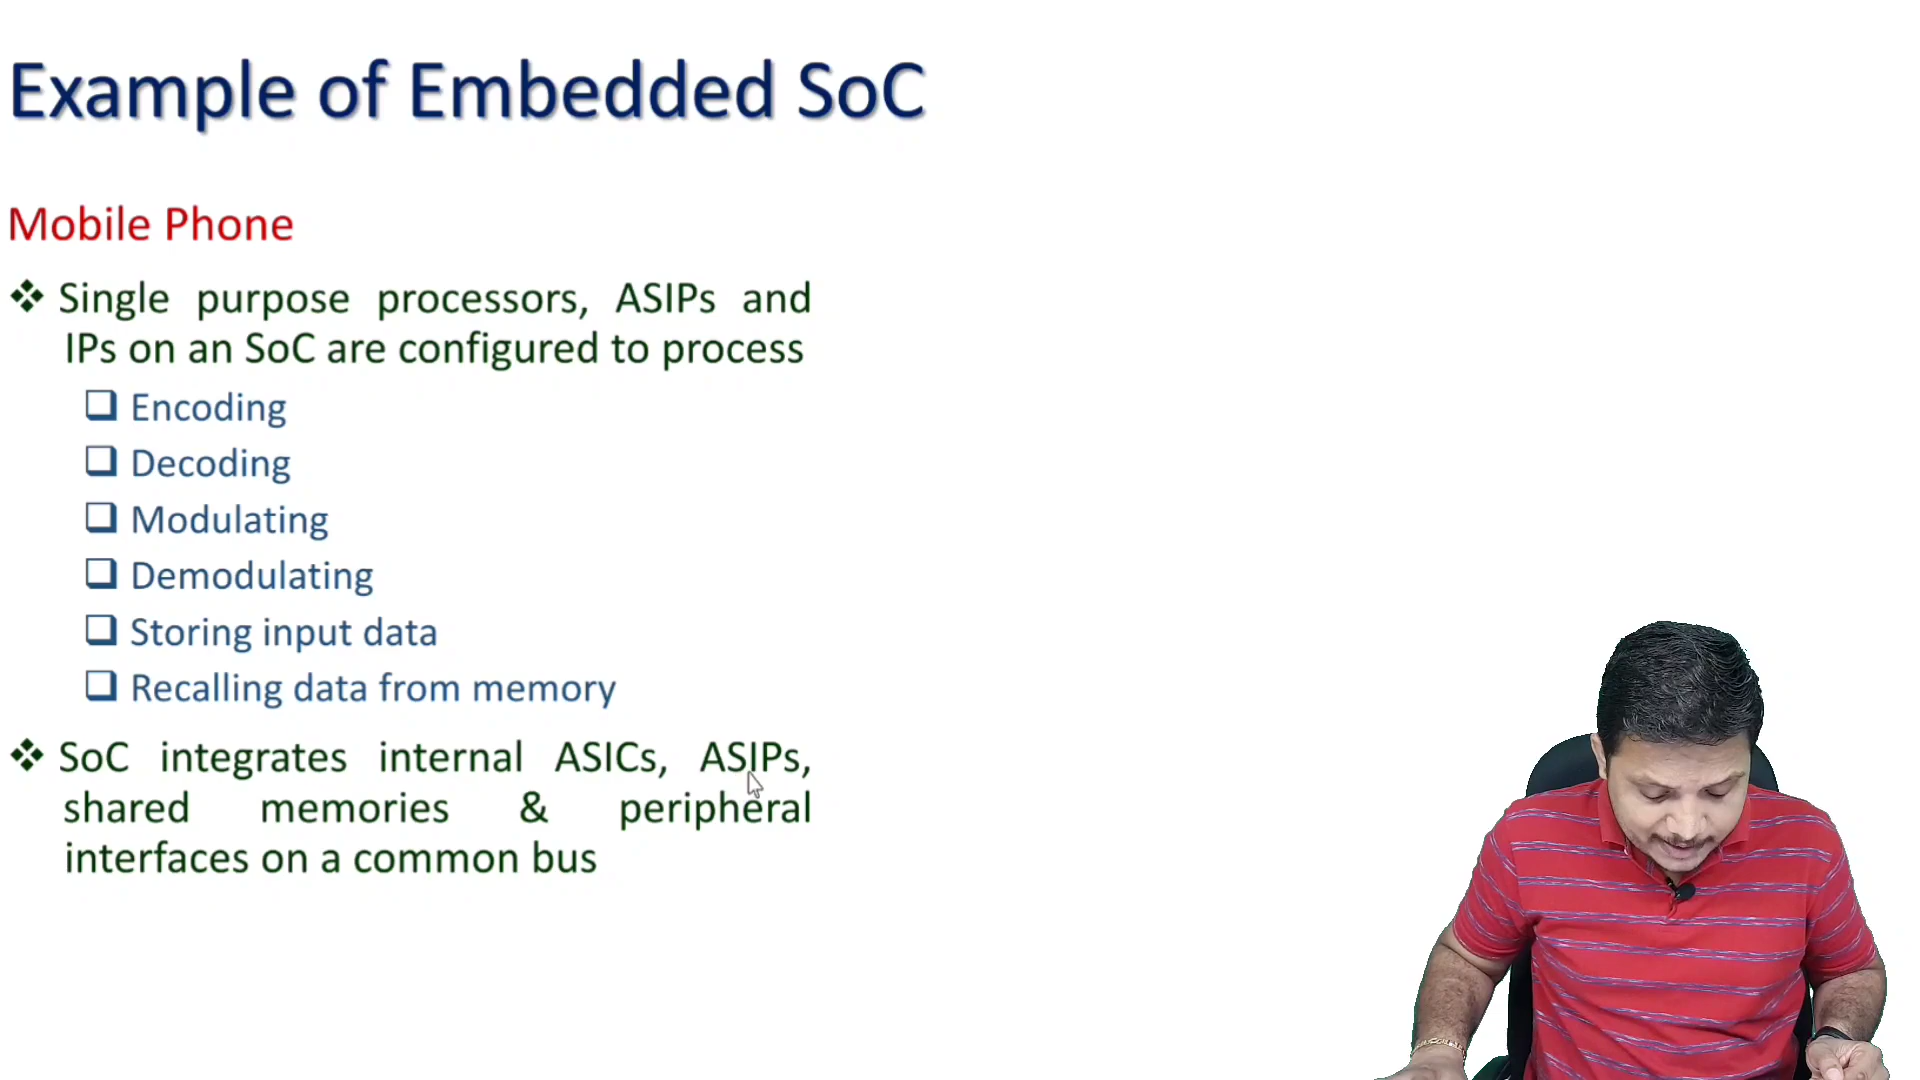 Example of Embedded SoC
Mobile Phone
❖ Single purpose processors, ASIPs and
IPs on an SoC are configured to process
❑ Encoding
❑ Decoding
❑ Modulating
❑ Demodulating
❑ Storing input data
❑ Recalling data from memory
❖ SoC integrates internal ASICs, ASIPs,
shared memories & peripheral
interfaces on a common bus